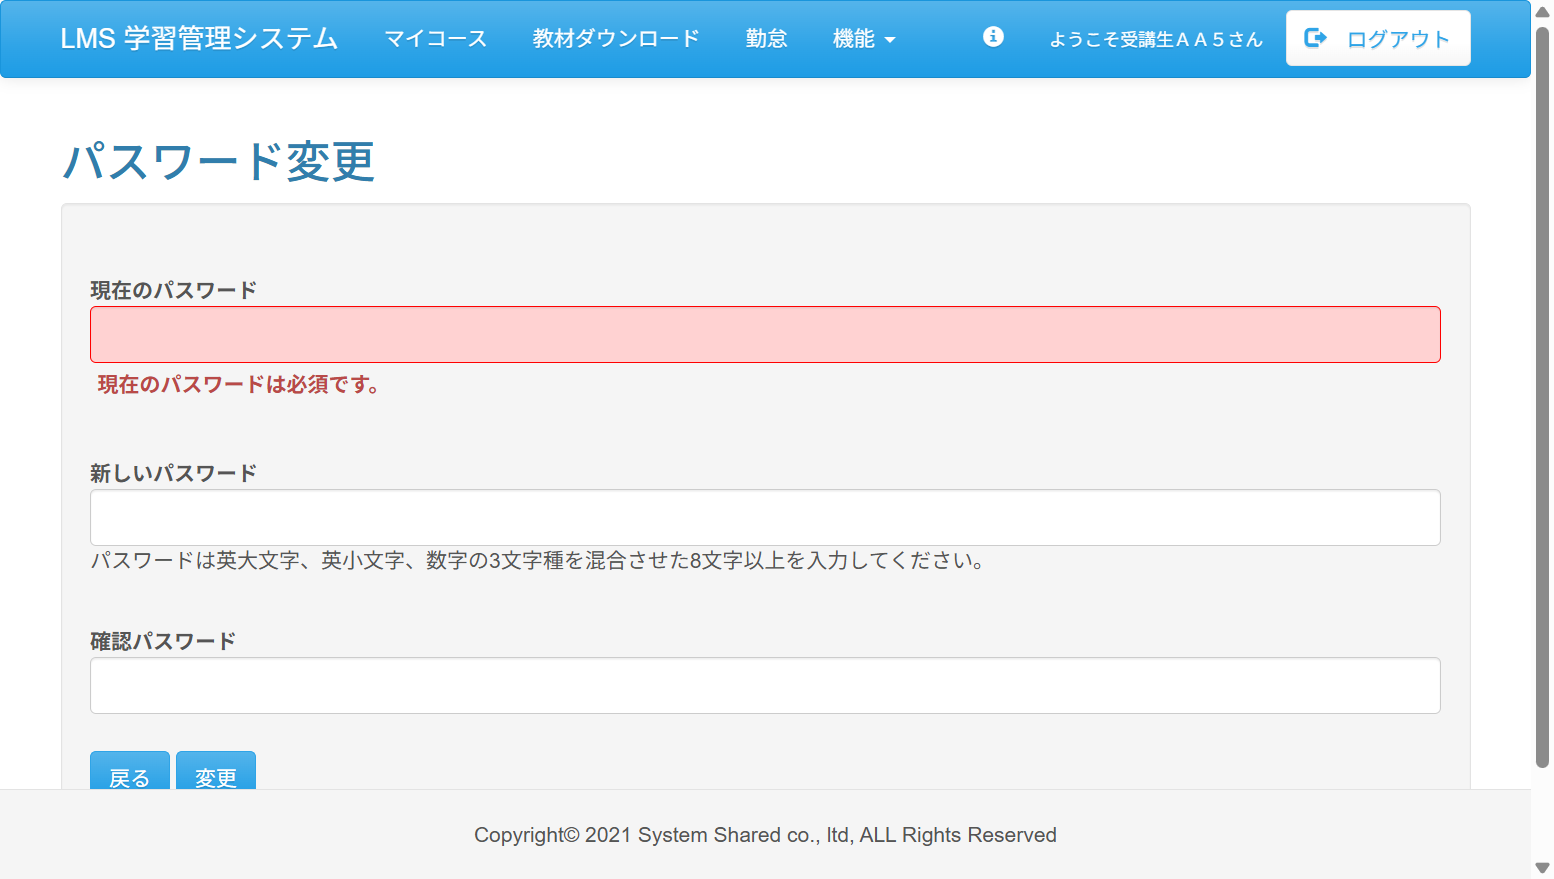 LMS 学習管理システム マイコース 教材ダウンロード 勤怠 機能 ようこそ受講生ＡＡ５さん ログアウト
パスワード変更
現在のパスワード
現在のパスワードは必須です。
新しいパスワード
パスワードは英大文字、英小文字、数字の3文字種を混合させた8文字以上を入力してください。
確認パスワード
戻る 変更
Copyright© 2021 System Shared co., ltd, ALL Rights Reserved